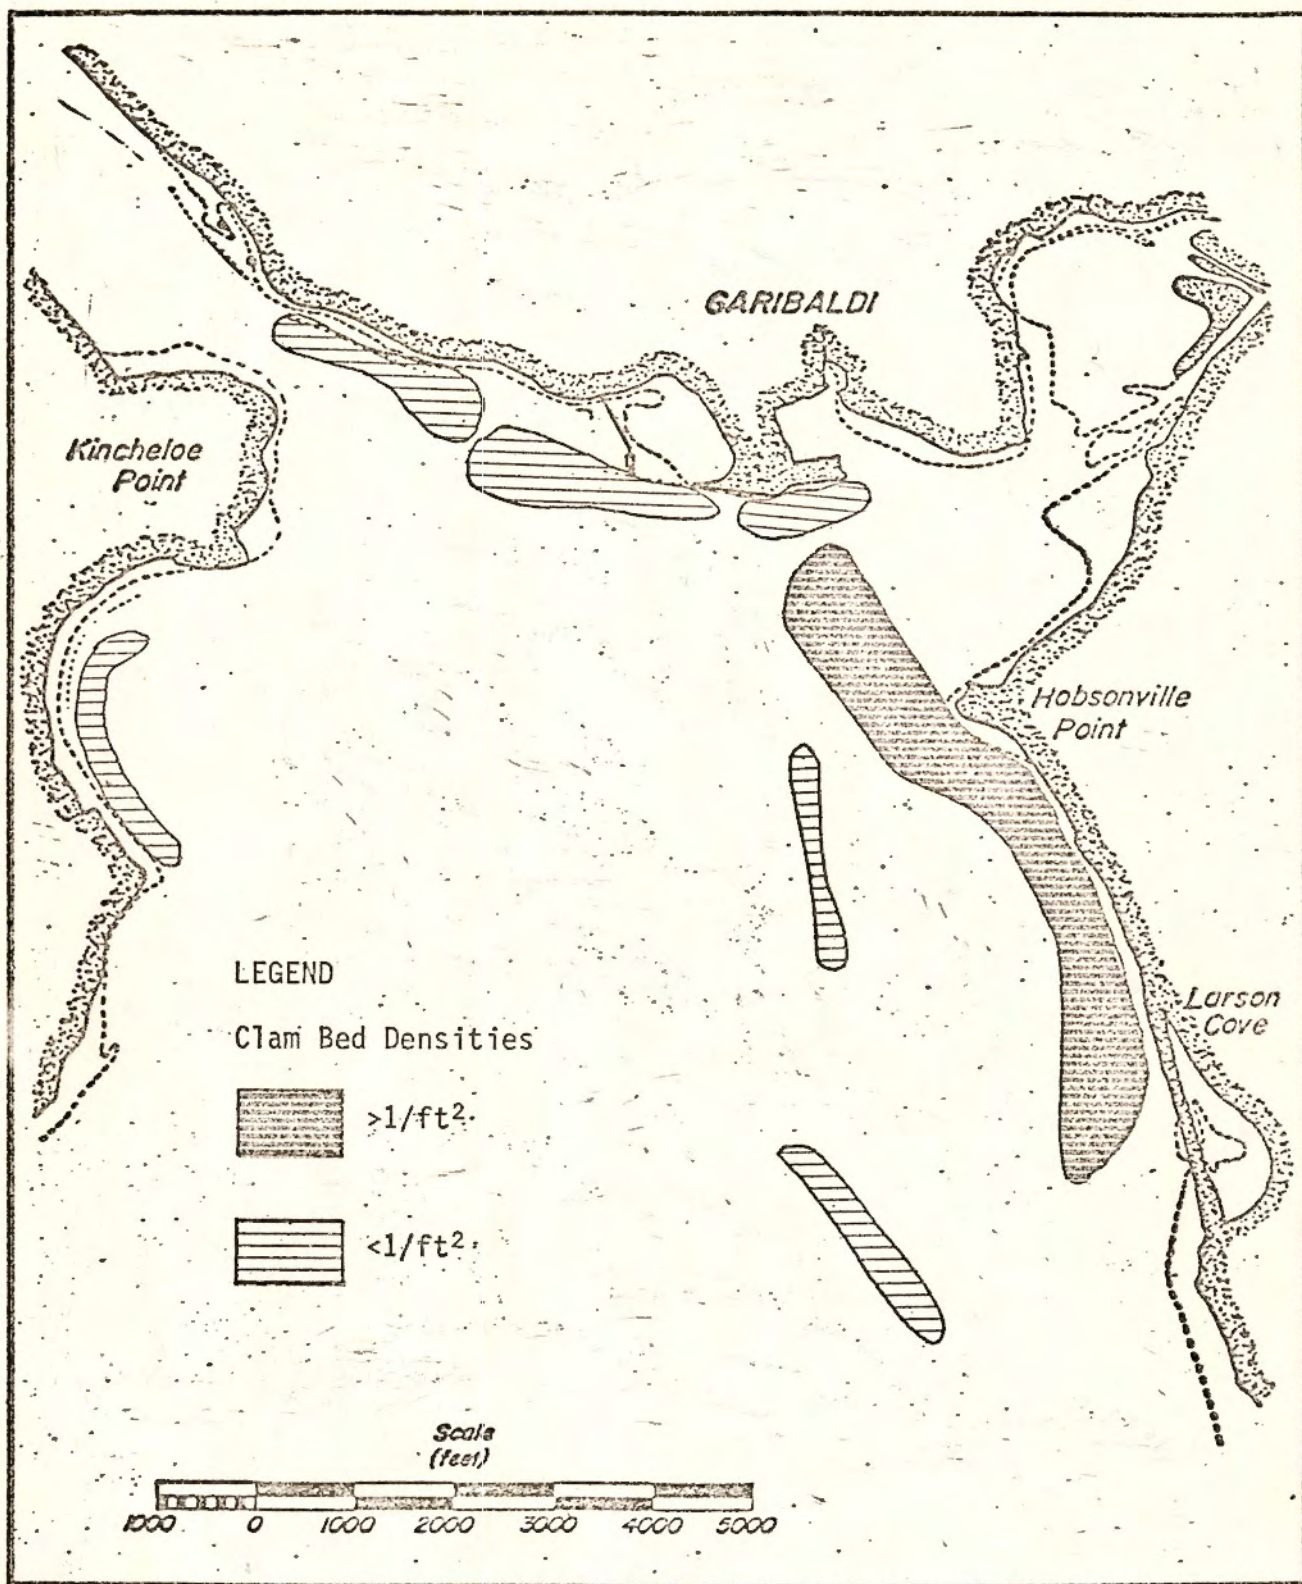 GARIBALDI
Kincheloe
Point
Hobsonville
Point
Larson
Cove
LEGEND
Clam Bed Densities
>1/ft²
<1/ft²
Scale
(feet)
1000 0 1000 2000 3000 4000 5000